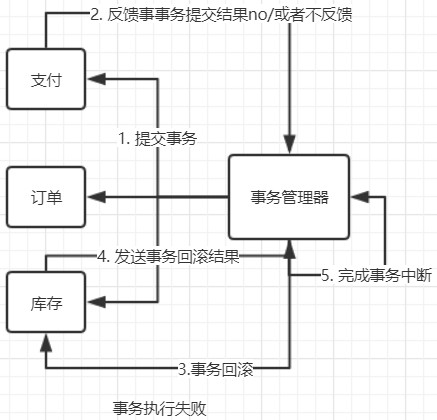 2. 反馈事事务提交结果no/或者不反馈
支付
1. 提交事务
订单
事务管理器
4. 发送事务回滚结果
5. 完成事务中断
库存
3.事务回滚
事务执行失败